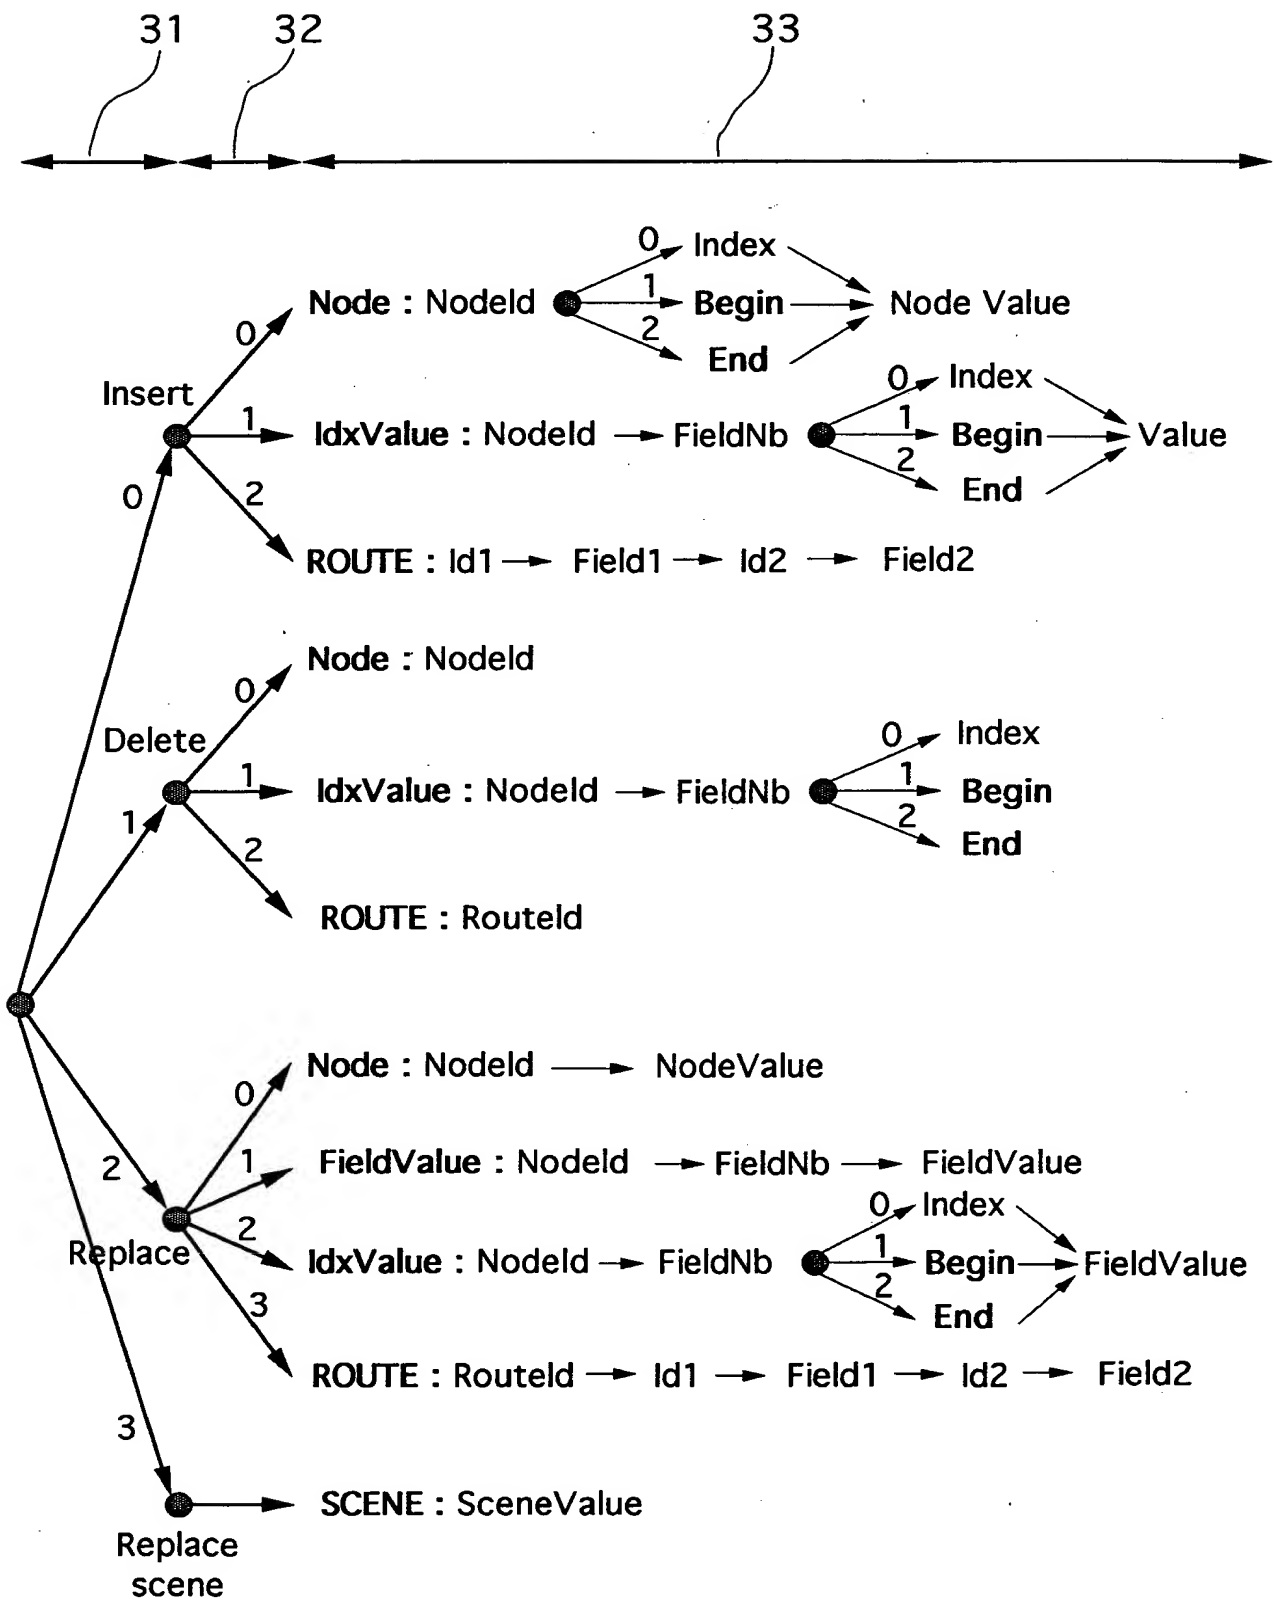 31 32 33
0 Index
Node : NodeId 1 Begin Node Value
0 2 End
0 Index
Insert
1 IdxValue : NodeId FieldNb 1 Begin Value
2 End
0 2
ROUTE : Id1 Field1 Id2 Field2
Node : NodeId
0
Delete 0 Index
1 IdxValue : NodeId FieldNb 1 Begin
1 2 End
2
ROUTE : RouteId
Node : NodeId NodeValue
0
2 1 FieldValue : NodeId FieldNb FieldValue
0 Index
Replace 2 IdxValue : NodeId FieldNb 1 Begin FieldValue
3 2 End
ROUTE : RouteId Id1 Field1 Id2 Field2
3
SCENE : SceneValue
Replace
scene